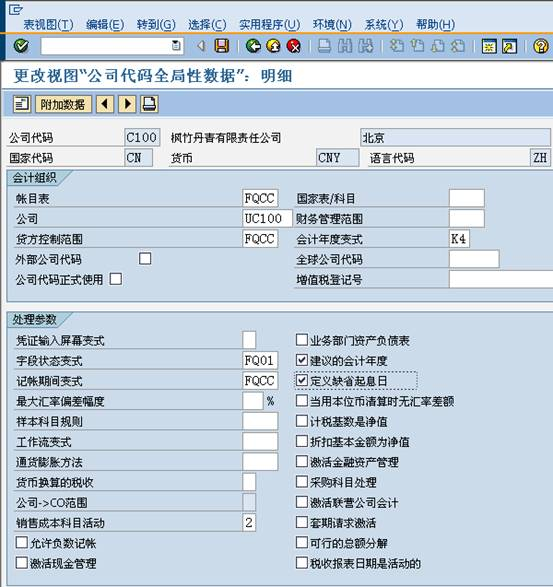 表视图(T) 编辑(E) 转到(G) 选择(C) 实用程序(U) 环境(N) 系统(Y) 帮助(H)
更改视图“公司代码全局性数据”：明细
附加数据
公司代码 C100 枫竹丹青有限责任公司 北京
国家代码 CN 货币 CNY 语言代码 ZH
会计组织
帐目表 FQCC 国家表/科目
公司 UC100 财务管理范围
贷方控制范围 FQCC 会计年度变式 K4
外部公司代码 全球公司代码
公司代码正式使用 增值税登记号
处理参数
凭证输入屏幕变式 业务部门资产负债表
字段状态变式 FQ01 建议的会计年度
记帐期间变式 FQCC 定义缺省起息日
最大汇率偏差幅度 % 当用本位币清算时无汇率差额
样本科目规则 计税基数是净值
工作流变式 折扣基本金额为净值
通货膨胀方法 激活金融资产管理
货币换算的税收 采购科目处理
公司->CO范围 激活联营公司会计
销售成本科目活动 2 套期请求激活
允许负数记帐 可行的总额分解
激活现金管理 税收报表日期是活动的